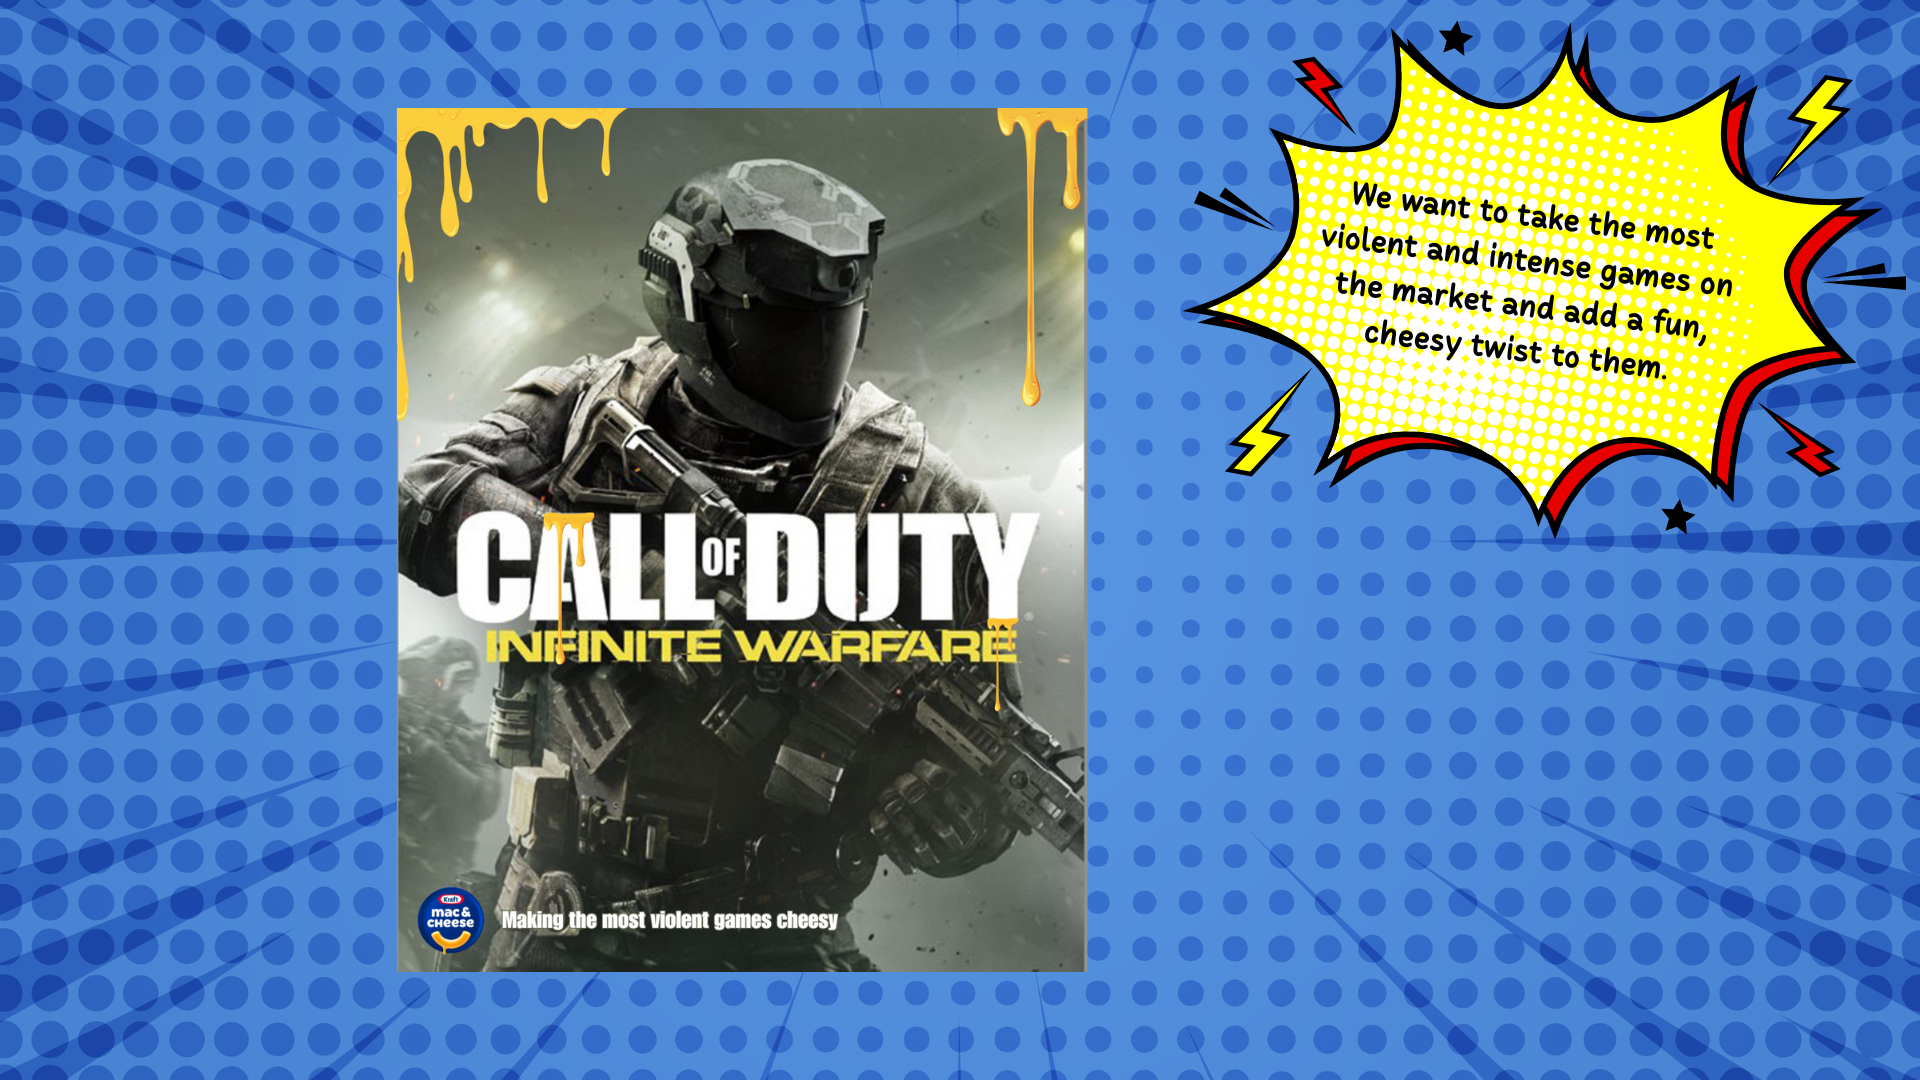 We want to take the most
violent and intense games on
the market and add a fun,
cheesy twist to them.
CALL OF DUTY
INFINITE WARFARE
Kraft
mac &
cheese
Making the most violent games cheesy